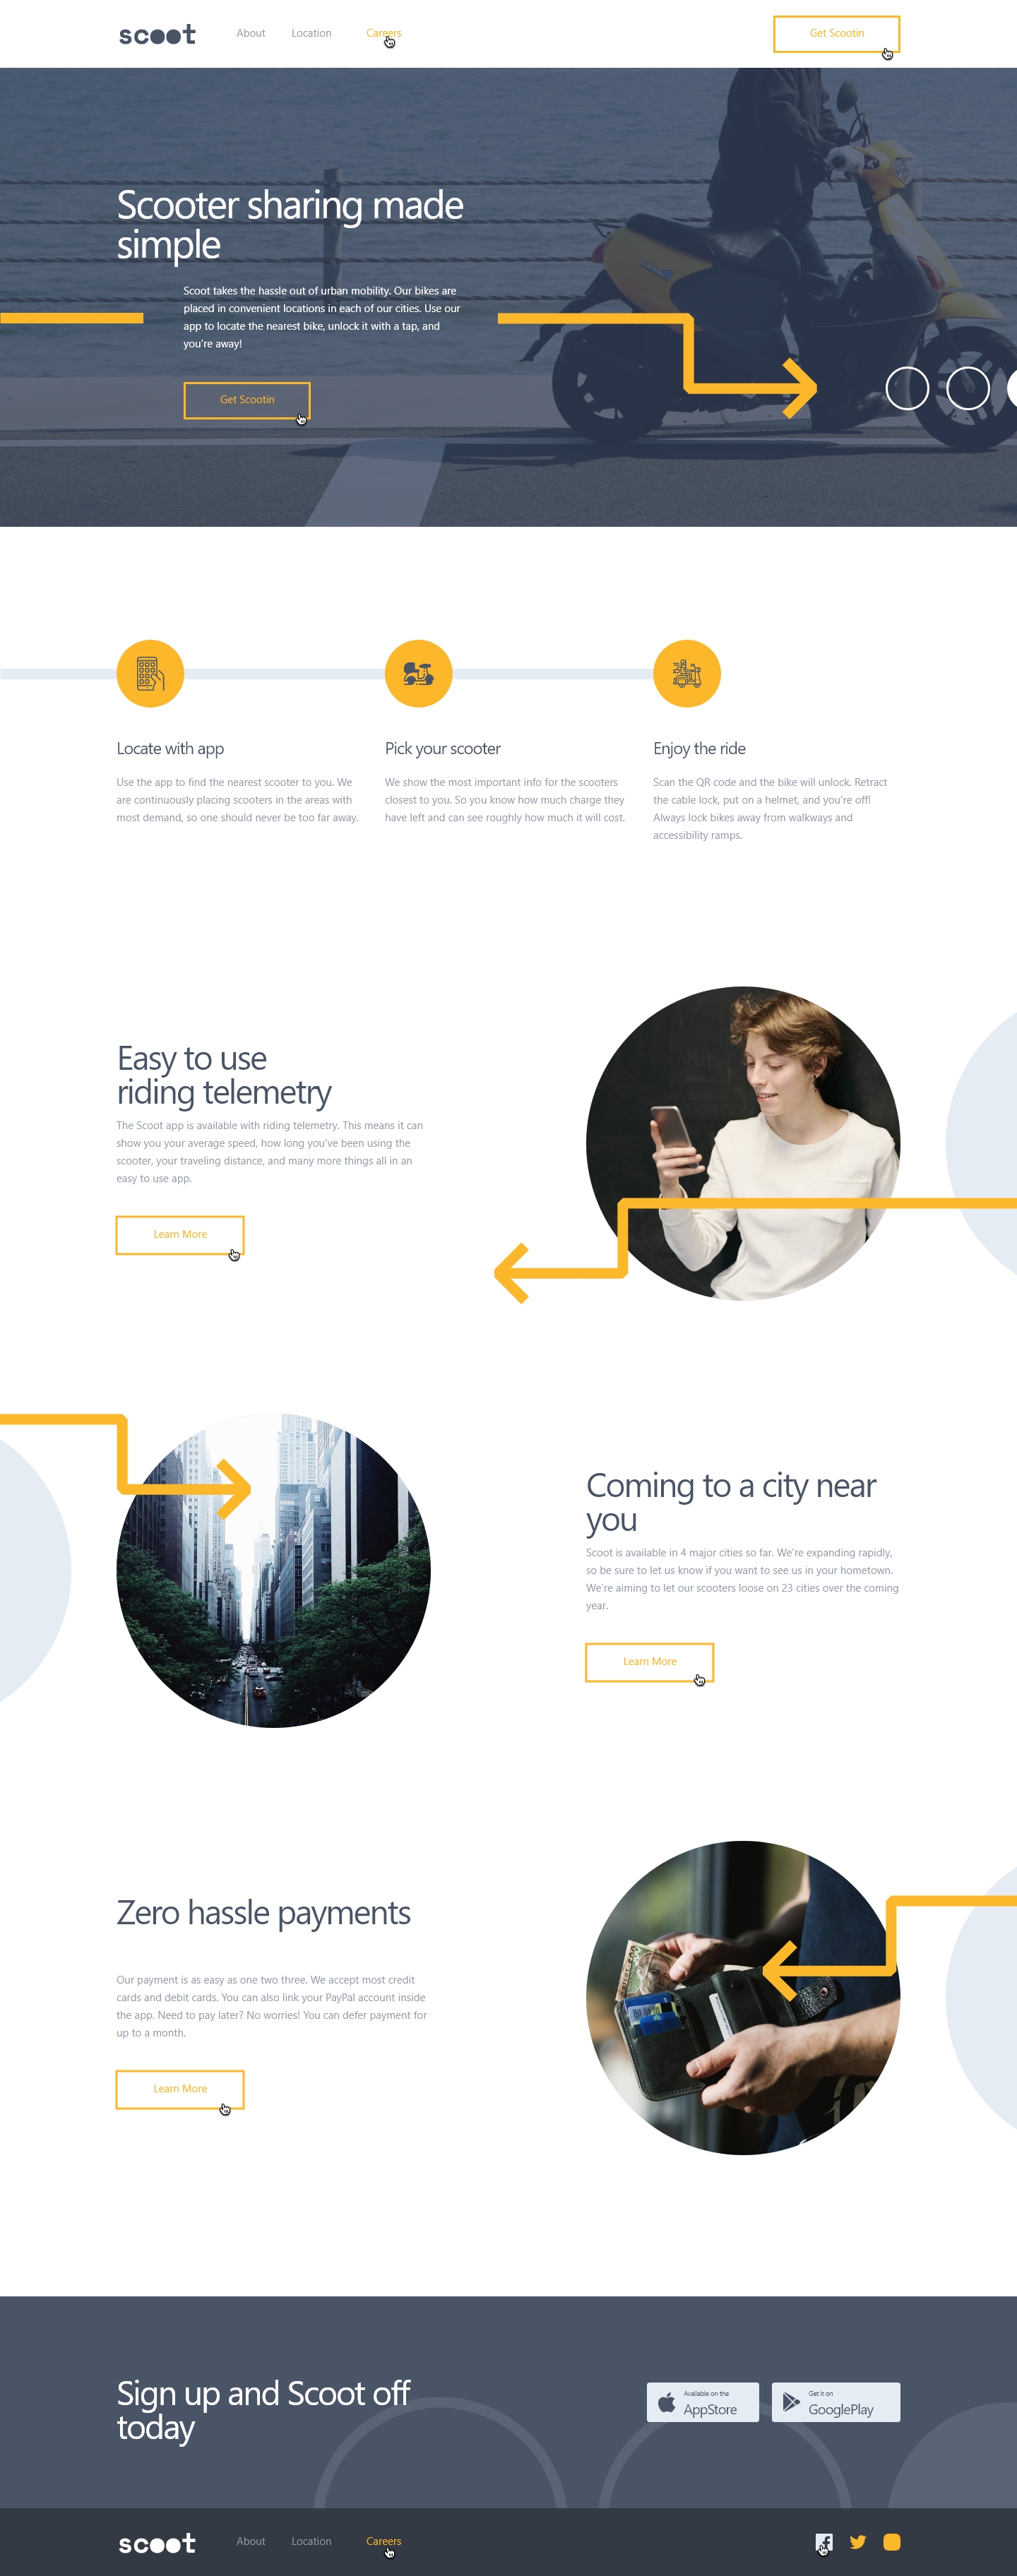 scoot
About
Location
Careers
Get Scootin
Scooter sharing made
simple
Scoot takes the hassle out of urban mobility. Our bikes are
placed in convenient locations in each of our cities. Use our
app to locate the nearest bike, unlock it with a tap, and
you're away!
Get Scootin
Locate with app
Use the app to find the nearest scooter to you. We
are continuously placing scooters in the areas with
most demand, so one should never be too far away.
Pick your scooter
We show the most important info for the scooters
closest to you. So you know how much charge they
have left and can see roughly how much it will cost.
Enjoy the ride
Scan the QR code and the bike will unlock. Retract
the cable lock, put on a helmet, and you're off!
Always lock bikes away from walkways and
accessibility ramps.
Easy to use
riding telemetry
The Scoot app is available with riding telemetry. This means it can
show you your average speed, how long you've been using the
scooter, your traveling distance, and many more things all in an
easy to use app.
Learn More
Coming to a city near
you
Scoot is available in 4 major cities so far. We're expanding rapidly,
so be sure to let us know if you want to see us in your hometown.
We're aiming to let our scooters loose on 23 cities over the coming
year.
Learn More
Zero hassle payments
Our payment is as easy as one two three. We accept most credit
cards and debit cards. You can also link your PayPal account inside
the app. Need to pay later? No worries! You can defer payment for
up to a month.
Learn More
Sign up and Scoot off
today
Available on the
AppStore
Get it on
GooglePlay
scoot
About
Location
Careers